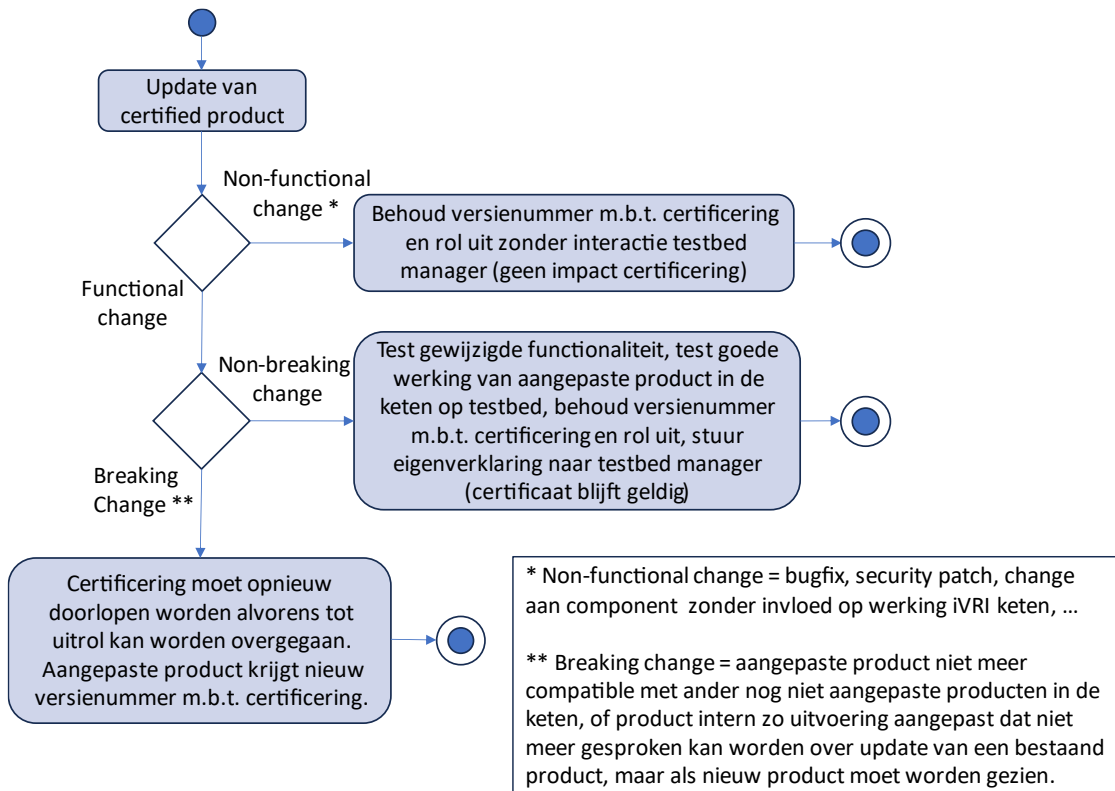 Update van
certified product
Non-functional
change *
Behoud versienummer m.b.t. certificering
en rol uit zonder interactie testbed
manager (geen impact certificering)
Functional
change
Non-breaking
change
Test gewijzigde functionaliteit, test goede
werking van aangepaste product in de
keten op testbed, behoud versienummer
m.b.t. certificering en rol uit, stuur
eigenverklaring naar testbed manager
(certificaat blijft geldig)
Breaking
Change **
Certificering moet opnieuw
doorlopen worden alvorens tot
uitrol kan worden overgegaan.
Aangepaste product krijgt nieuw
versienummer m.b.t. certificering.
* Non-functional change = bugfix, security patch, change
aan component zonder invloed op werking iVRI keten, ...
** Breaking change = aangepaste product niet meer
compatible met ander nog niet aangepaste producten in de
keten, of product intern zo uitvoering aangepast dat niet
meer gesproken kan worden over update van een bestaand
product, maar als nieuw product moet worden gezien.